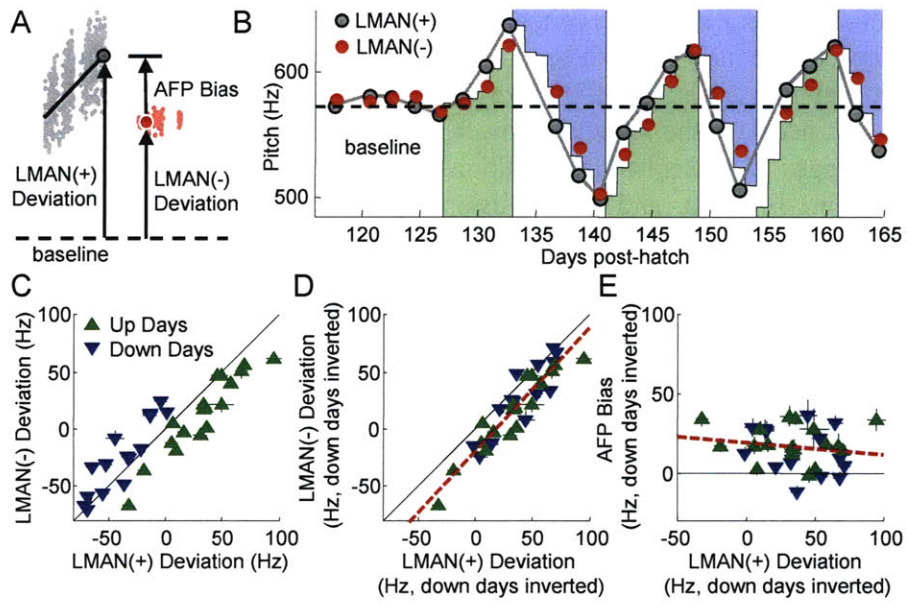 A
AFP Bias
LMAN(+)
Deviation
LMAN(-)
Deviation
baseline
B
LMAN(+)
LMAN(-)
Pitch (Hz)
600
500
baseline
120 125 130 135 140 145 150 155 160 165
Days post-hatch
C
Up Days
Down Days
LMAN(-) Deviation (Hz)
100
50
0
-50
-50 0 50 100
LMAN(+) Deviation (Hz)
D
LMAN(-) Deviation
(Hz, down days inverted)
100
50
0
-50
-50 0 50 100
LMAN(+) Deviation
(Hz, down days inverted)
E
AFP Bias
(Hz, down days inverted)
100
50
0
-50 0 50 100
LMAN(+) Deviation
(Hz, down days inverted)